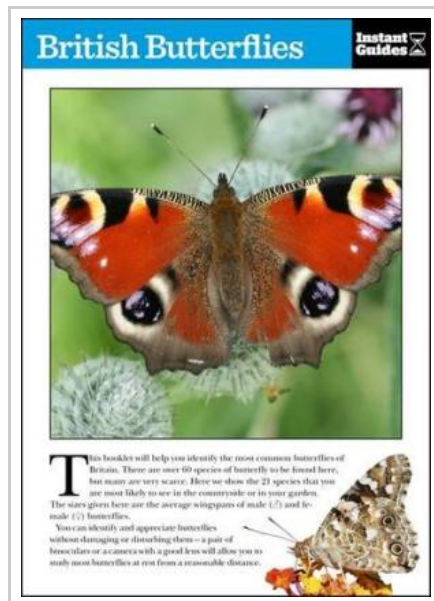 British Butterflies
Instant
Guides
This booklet will help you identify the most common butterflies of
Britain. There are over 60 species of butterfly to be found here,
but many are very scarce. Here we show the 21 species that you
are most likely to see in the countryside or in your garden.
The sizes given here are the average wingspans of male (♂) and fe-
male (♀) butterflies.
You can identify and appreciate butterflies
without damaging or disturbing them – a pair of
binoculars or a camera with a good lens will allow you to
study most butterflies at rest from a reasonable distance.